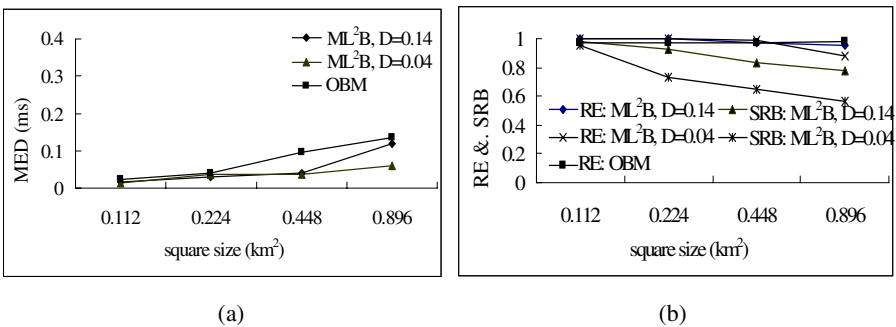 0.4
0.3
0.2
0.1
0
MED (ms)
ML²B, D=0.14
ML²B, D=0.04
OBM
0.112 0.224 0.448 0.896
square size (km²)
(a)
1
0.8
0.6
0.4
0.2
0
RE &. SRB
RE: ML²B, D=0.14 SRB: ML²B, D=0.14
RE: ML²B, D=0.04 SRB: ML²B, D=0.04
RE: OBM
0.112 0.224 0.448 0.896
square size (km²)
(b)